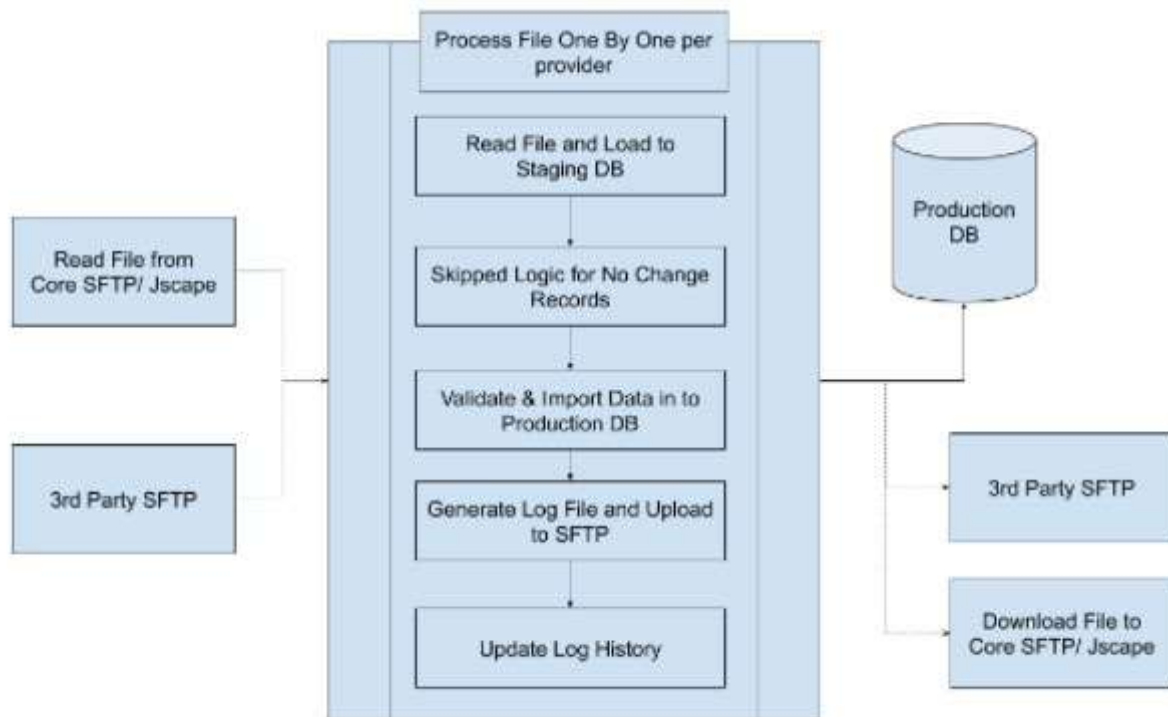 Process File One By One per
provider
Read File and Load to
Staging DB
Skipped Logic for No Change
Records
Validate & Import Data in to
Production DB
Generate Log File and Upload
to SFTP
Update Log History
Read File from
Core SFTP/ Jscape
3rd Party SFTP
Production
DB
3rd Party SFTP
Download File to
Core SFTP/ Jscape